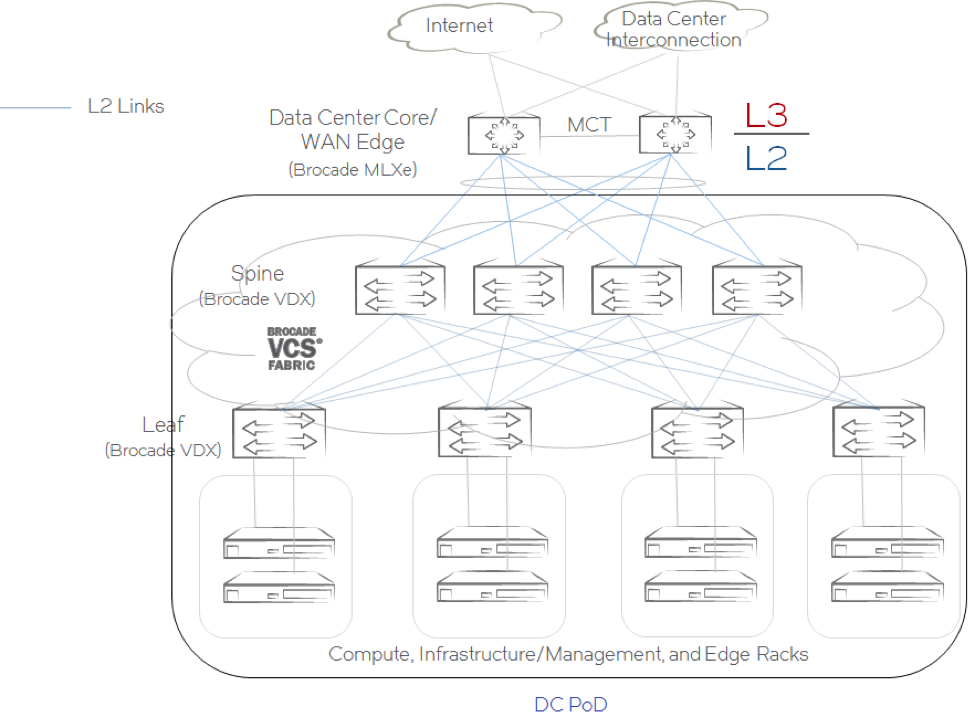 Internet
Data Center
Interconnection
L2 Links
Data Center Core/
WAN Edge
(Brocade MLXe)
MCT
L3
L2
Spine
(Brocade VDX)
BROCADE
VCS®
FABRIC
Leaf
(Brocade VDX)
Compute, Infrastructure/Management, and Edge Racks
DC PoD